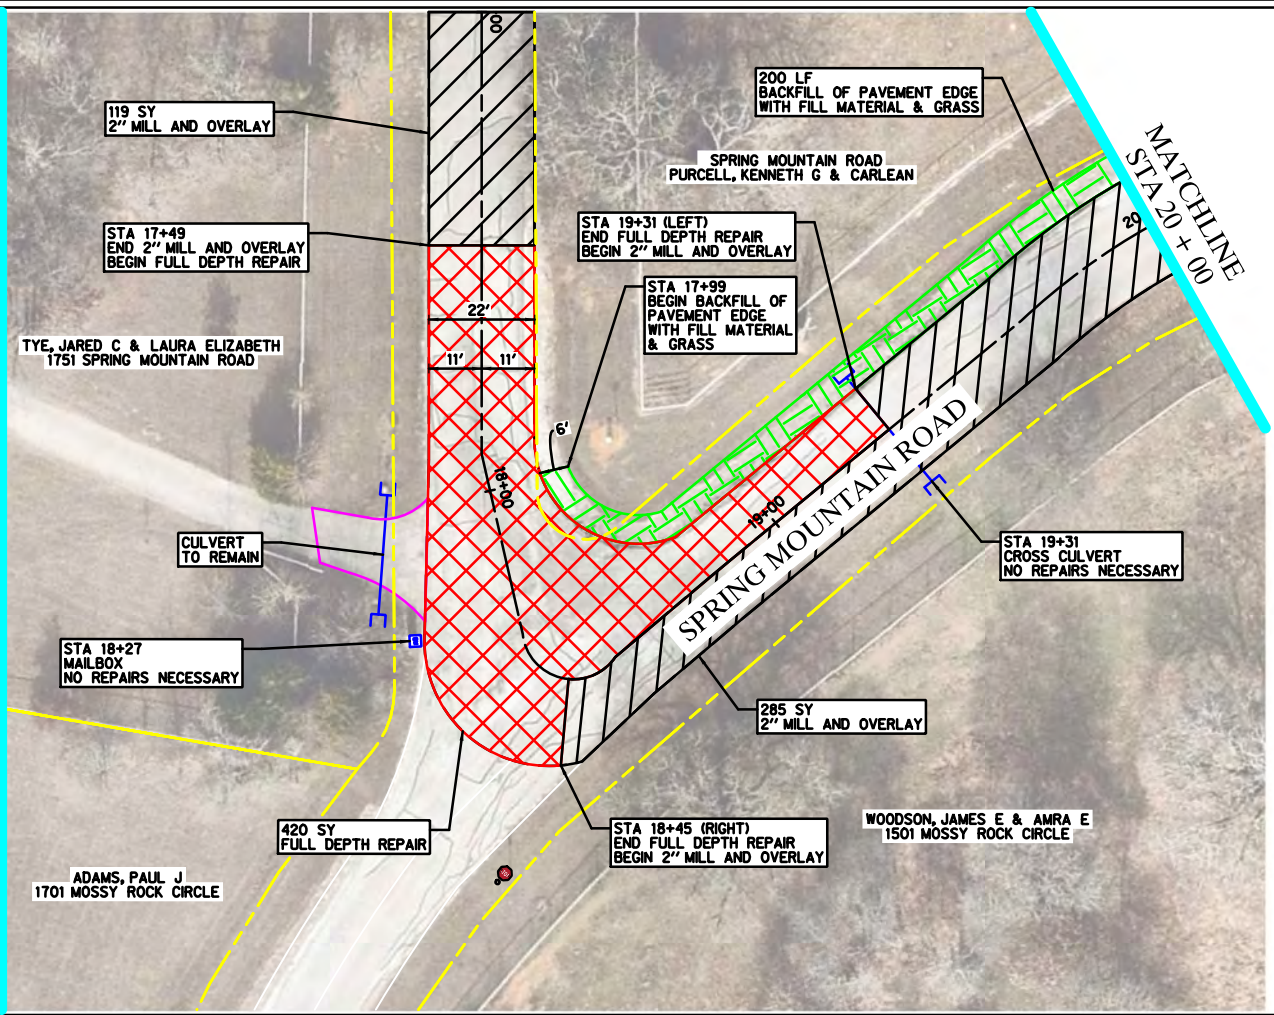 00
119 SY
2" MILL AND OVERLAY
200 LF
BACKFILL OF PAVEMENT EDGE
WITH FILL MATERIAL & GRASS
MATCHLINE
STA 20 + 00
SPRING MOUNTAIN ROAD
PURCELL, KENNETH G & CARLEAN
STA 17+49
END 2" MILL AND OVERLAY
BEGIN FULL DEPTH REPAIR
STA 19+31 (LEFT)
END FULL DEPTH REPAIR
BEGIN 2" MILL AND OVERLAY
20
STA 17+99
BEGIN BACKFILL OF
PAVEMENT EDGE
WITH FILL MATERIAL
& GRASS
22'
TYE, JARED C & LAURA ELIZABETH
1751 SPRING MOUNTAIN ROAD
11'
11'
6'
18+00
19+00
SPRING MOUNTAIN ROAD
CULVERT
TO REMAIN
STA 19+31
CROSS CULVERT
NO REPAIRS NECESSARY
STA 18+27
MAILBOX
NO REPAIRS NECESSARY
285 SY
2" MILL AND OVERLAY
420 SY
FULL DEPTH REPAIR
STA 18+45 (RIGHT)
END FULL DEPTH REPAIR
BEGIN 2" MILL AND OVERLAY
WOODSON, JAMES E & AMRA E
1501 MOSSY ROCK CIRCLE
ADAMS, PAUL J
1701 MOSSY ROCK CIRCLE